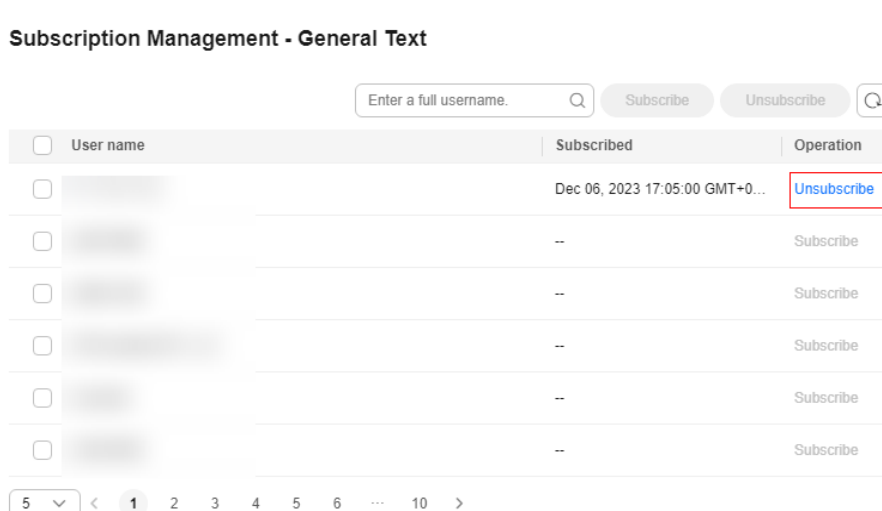 Subscription Management - General Text
Enter a full username. Subscribe Unsubscribe
User name Subscribed Operation
Dec 06, 2023 17:05:00 GMT+0... Unsubscribe
-- Subscribe
-- Subscribe
-- Subscribe
-- Subscribe
-- Subscribe
5 < 1 2 3 4 5 6 ... 10 >